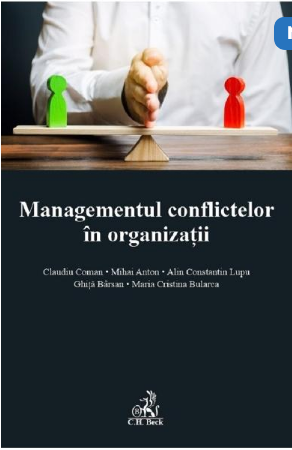 Managementul conflictelor
în organizații
Claudiu Coman • Mihai Anton • Alin Constantin Lupu
Ghiță Bârsan • Maria Cristina Bularca
C.H. Beck